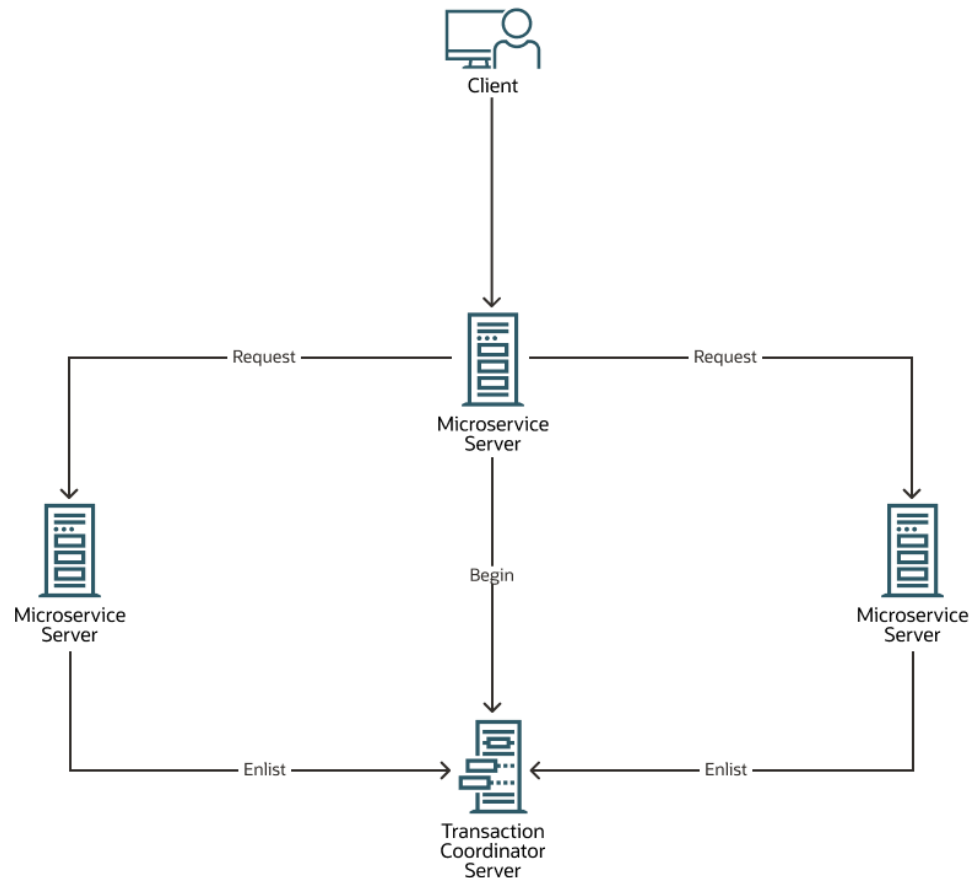 Client
Request
Request
Microservice
Server
Begin
Microservice
Server
Microservice
Server
Enlist
Enlist
Transaction
Coordinator
Server